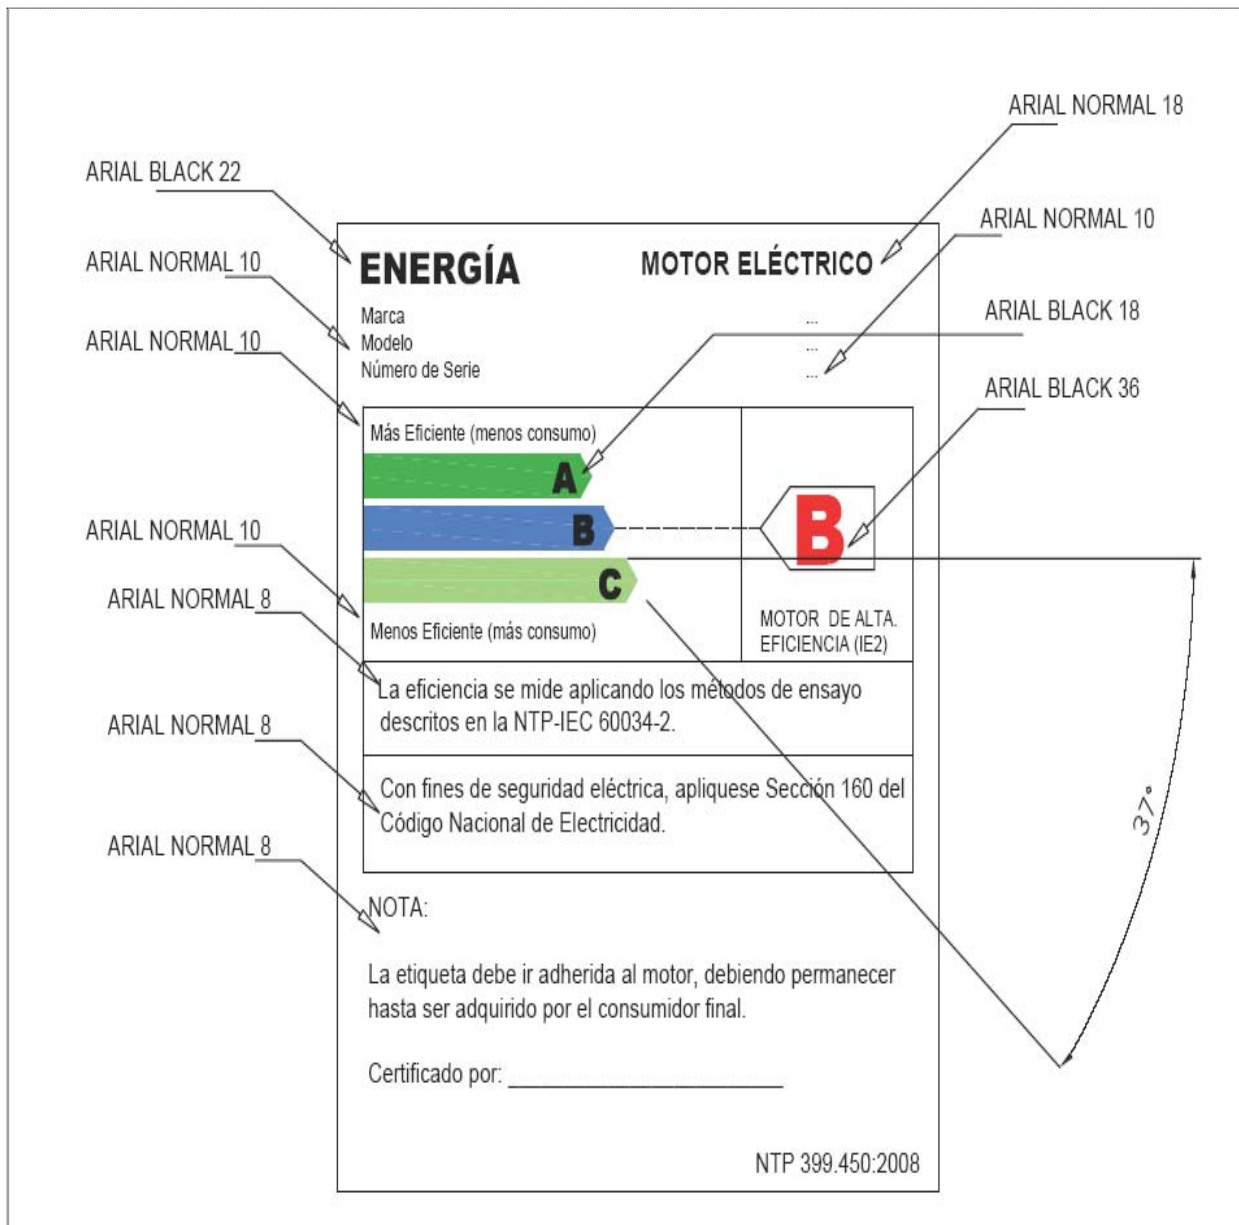 ARIAL NORMAL 18
ARIAL BLACK 22
ARIAL NORMAL 10
ARIAL NORMAL 10
ENERGÍA MOTOR ELÉCTRICO
Marca ...
ARIAL BLACK 18
ARIAL NORMAL 10
Modelo ...
Número de Serie ...
ARIAL BLACK 36
Más Eficiente (menos consumo)
A
B
B
C
ARIAL NORMAL 10
ARIAL NORMAL 8
Menos Eficiente (más consumo)
MOTOR DE ALTA.
EFICIENCIA (IE2)
La eficiencia se mide aplicando los métodos de ensayo
descritos en la NTP-IEC 60034-2.
ARIAL NORMAL 8
Con fines de seguridad eléctrica, apliquese Sección 160 del
Código Nacional de Electricidad.
37°
ARIAL NORMAL 8
NOTA:
La etiqueta debe ir adherida al motor, debiendo permanecer
hasta ser adquirido por el consumidor final.
Certificado por: ________________________
NTP 399.450:2008